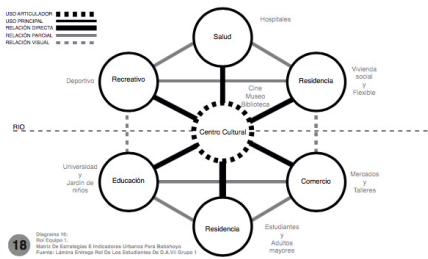 USO ARTICULADOR
USO PRINCIPAL
RELACIÓN DIRECTA
RELACIÓN PARCIAL
RELACIÓN VISUAL
Hospitales
Salud
Deportivo
Recreativo
Cine
Museo
Biblioteca
Residencia
Vivienda
social
y
Flexible
RIO
Centro Cultural
Universidad
y
Jardín de
niños
Educación
Comercio
Mercados
y
Talleres
Residencia
Estudiantes
y
Adultos
mayores
18
Diagrama 16:
Rol Equipo 1.
Matriz De Estrategias E Indicadores Urbanos Para Babahoyo
Fuente: Lámina Entrega Rol De Los Estudiantes De D.A.VII Grupo 1